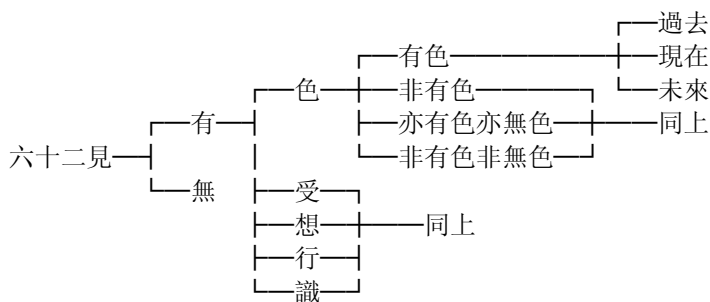 過去
有色 現在
色 非有色 未來
有 亦有色亦無色 同上
六十二見 非有色非無色
無 受
想 同上
行
識